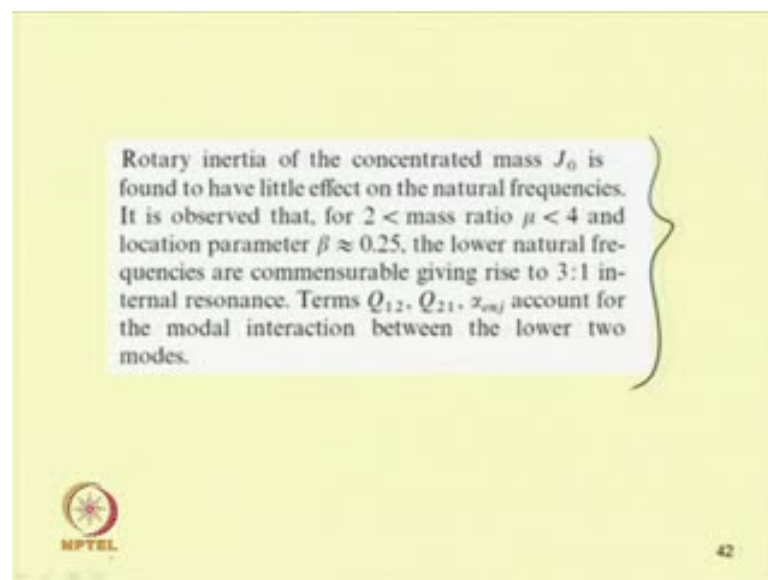 Rotary inertia of the concentrated mass J₀ is
found to have little effect on the natural frequencies.
It is observed that, for 2 < mass ratio μ < 4 and
location parameter β ≈ 0.25, the lower natural fre-
quencies are commensurable giving rise to 3:1 in-
ternal resonance. Terms Q₁₂, Q₂₁, account for
the modal interaction between the lower two
modes.
NPTEL
42